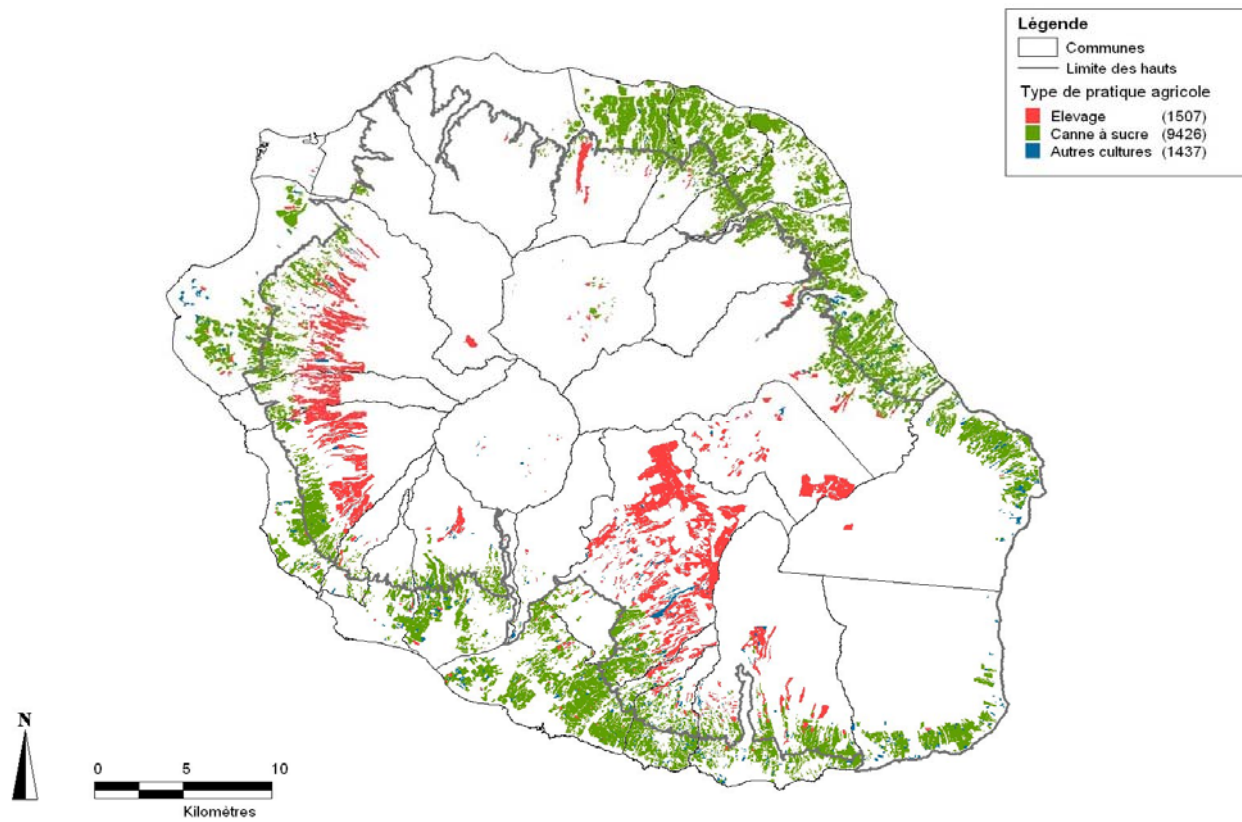 Légende
Communes
Limite des hauts
Type de pratique agricole
Elevage (1507)
Canne à sucre (9426)
Autres cultures (1437)
N
0 5 10
Kilomètres